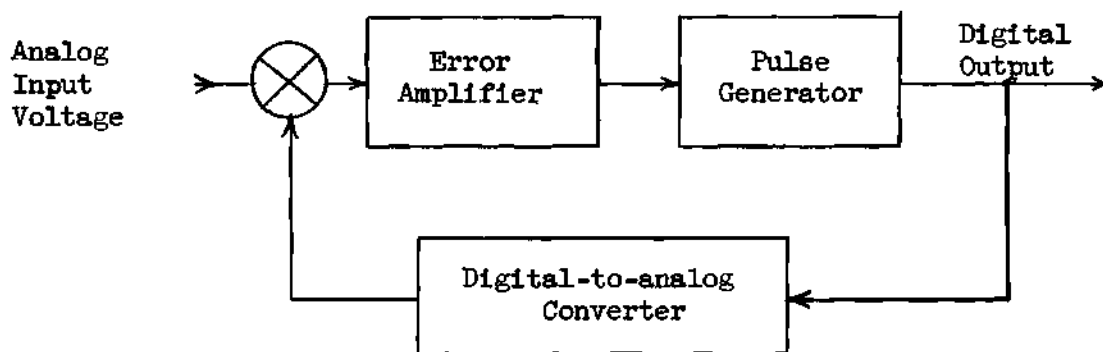 Analog
Input
Voltage
Error
Amplifier
Pulse
Generator
Digital
Output
Digital-to-analog
Converter